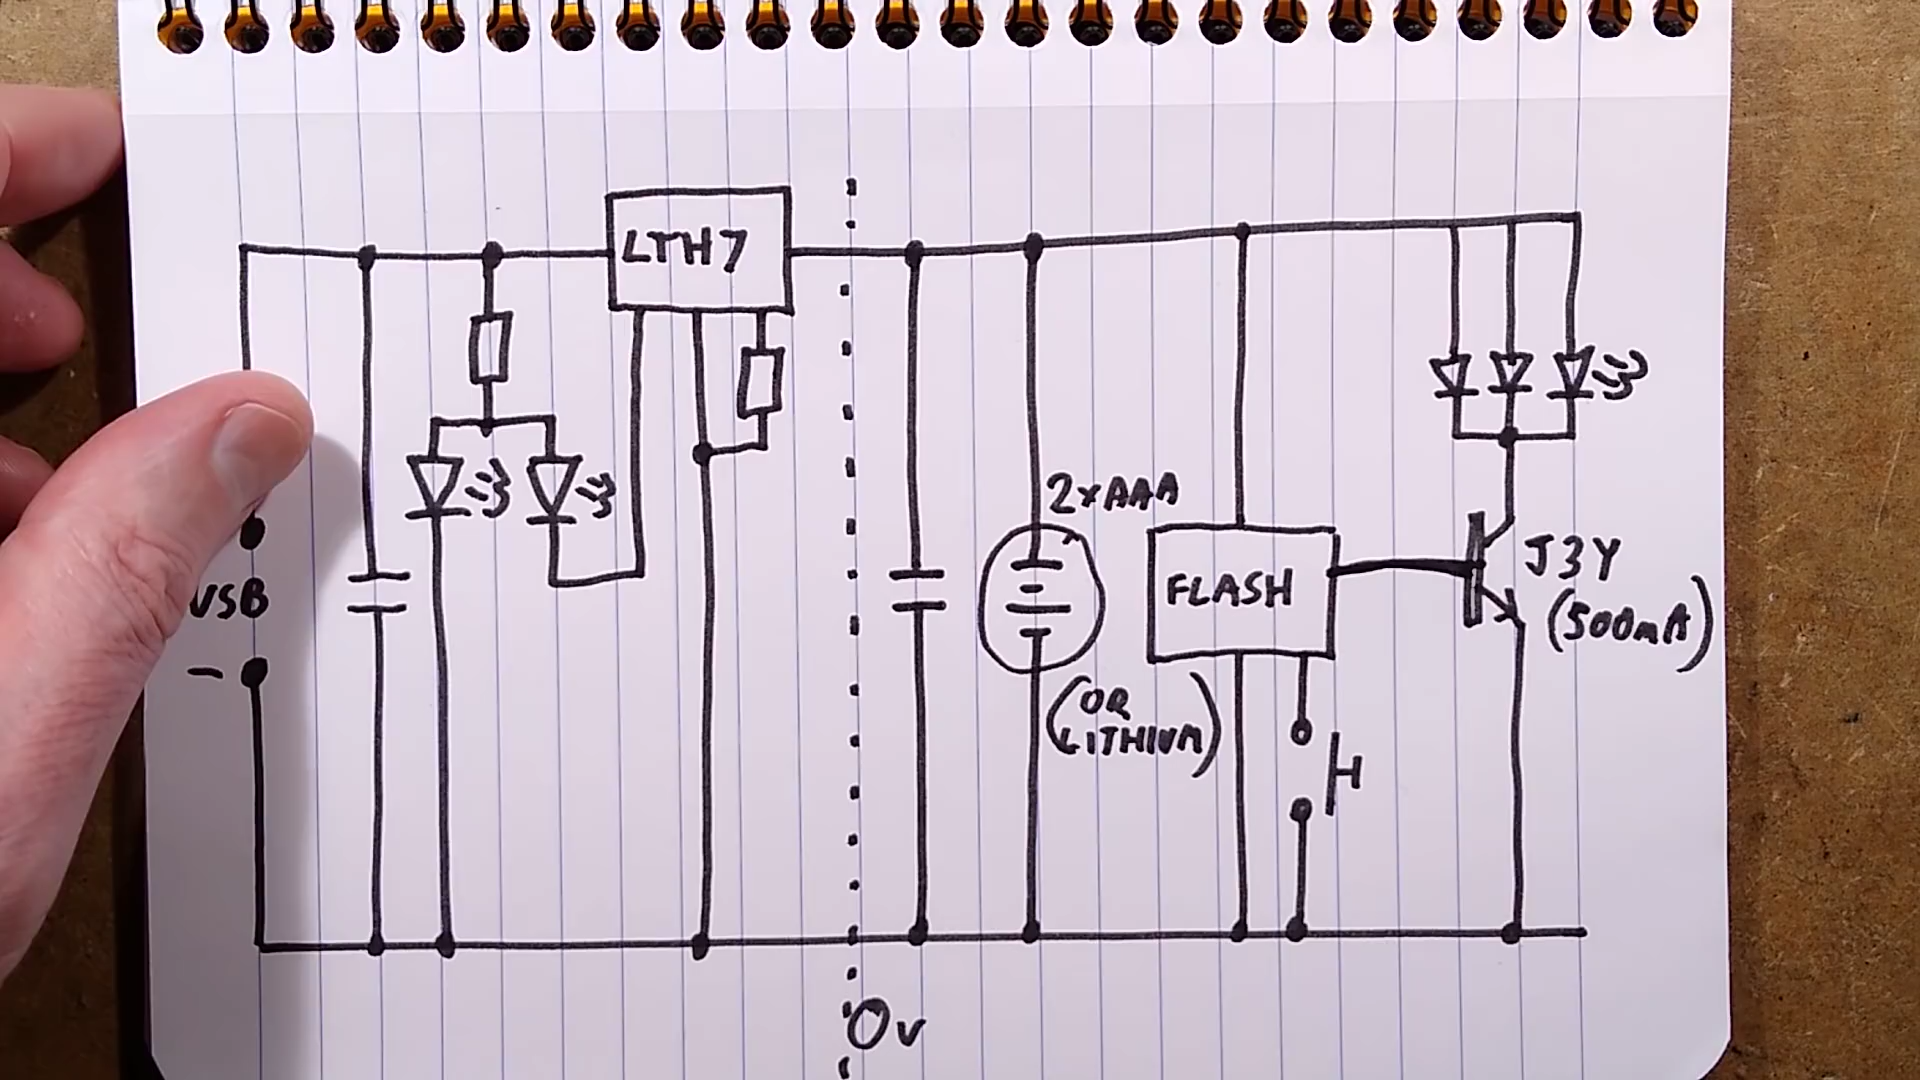 LTH7
2xAAA
USB
-
(OR
LITHIUM)
FLASH
J3Y
(500mA)
0v